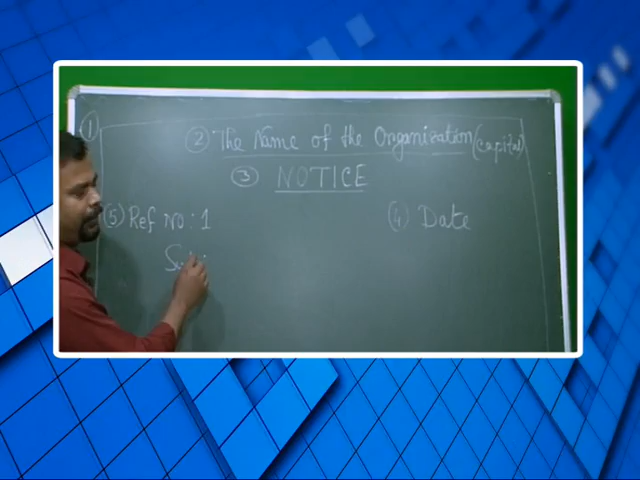 ①
② The Name of the Organization (capital)
③ NOTICE
⑤ Ref No: 1
④ Date